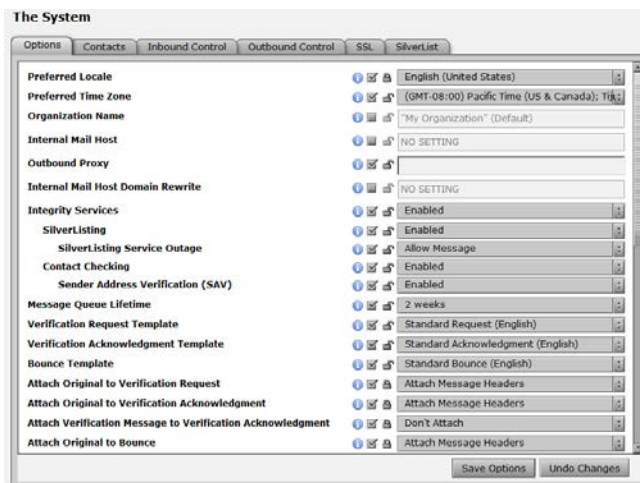 The System
Options Contacts Inbound Control Outbound Control SSL SilverList
Preferred Locale English (United States)
Preferred Time Zone (GMT-08:00) Pacific Time (US & Canada);
Organization Name "My Organization" (Default)
Internal Mail Host NO SETTING
Outbound Proxy
Internal Mail Host Domain Rewrite NO SETTING
Integrity Services Enabled
SilverListing Enabled
SilverListing Service Outage Allow Message
Contact Checking Enabled
Sender Address Verification (SAV) Enabled
Message Queue Lifetime 2 weeks
Verification Request Template Standard Request (English)
Verification Acknowledgment Template Standard Acknowledgment (English)
Bounce Template Standard Bounce (English)
Attach Original to Verification Request Attach Message Headers
Attach Original to Verification Acknowledgment Attach Message Headers
Attach Verification Message to Verification Acknowledgment Don't Attach
Attach Original to Bounce Attach Message Headers
Save Options Undo Changes